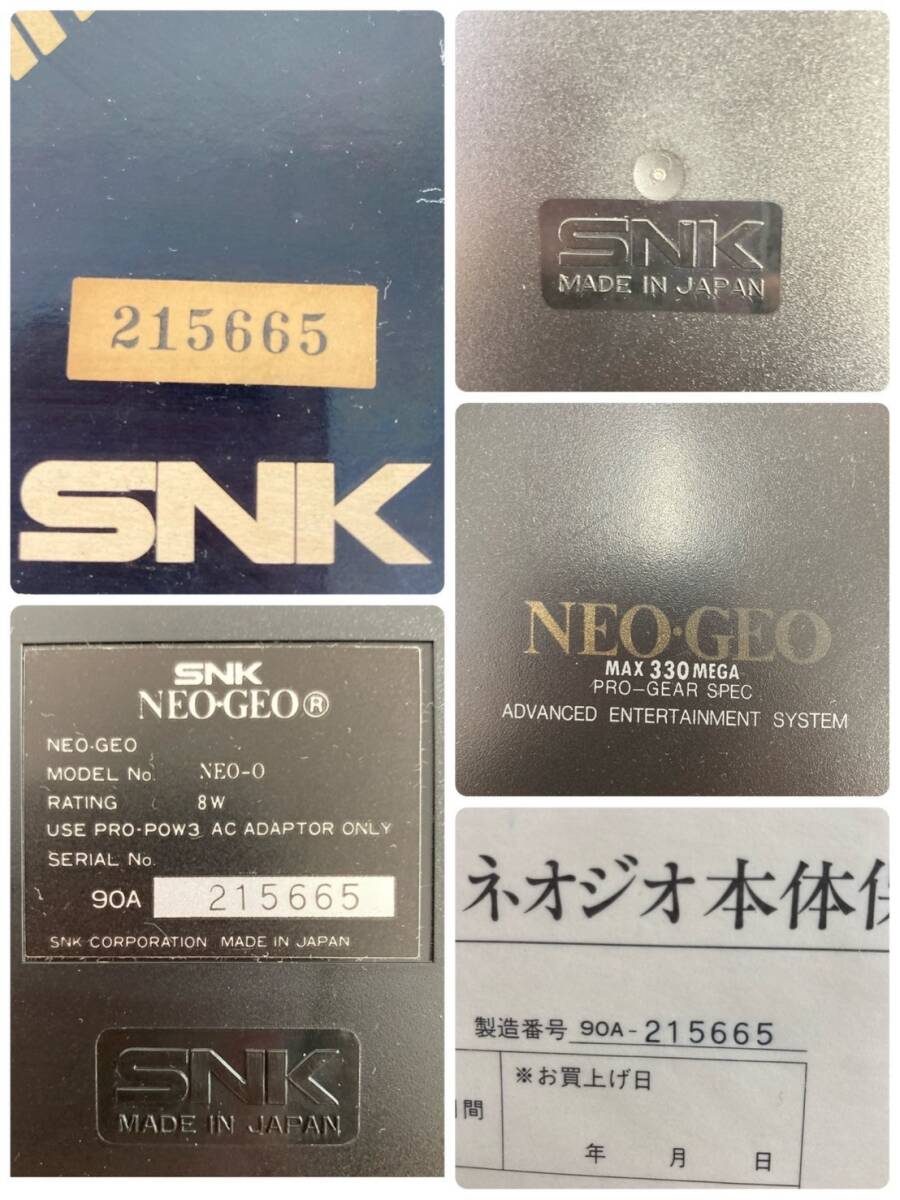 215665
SNK
SNK
MADE IN JAPAN
NEO·GEO
MAX 330 MEGA
PRO-GEAR SPEC
ADVANCED ENTERTAINMENT SYSTEM
SNK
NEO·GEO®
NEO·GEO
MODEL No. NEO-O
RATING 8W
USE PRO-POW3 AC ADAPTOR ONLY
SERIAL No.
90A 215665
SNK CORPORATION MADE IN JAPAN
SNK
MADE IN JAPAN
ネオジオ本体保
製造番号 90A-215665
※お買上げ日
間
年 月 日